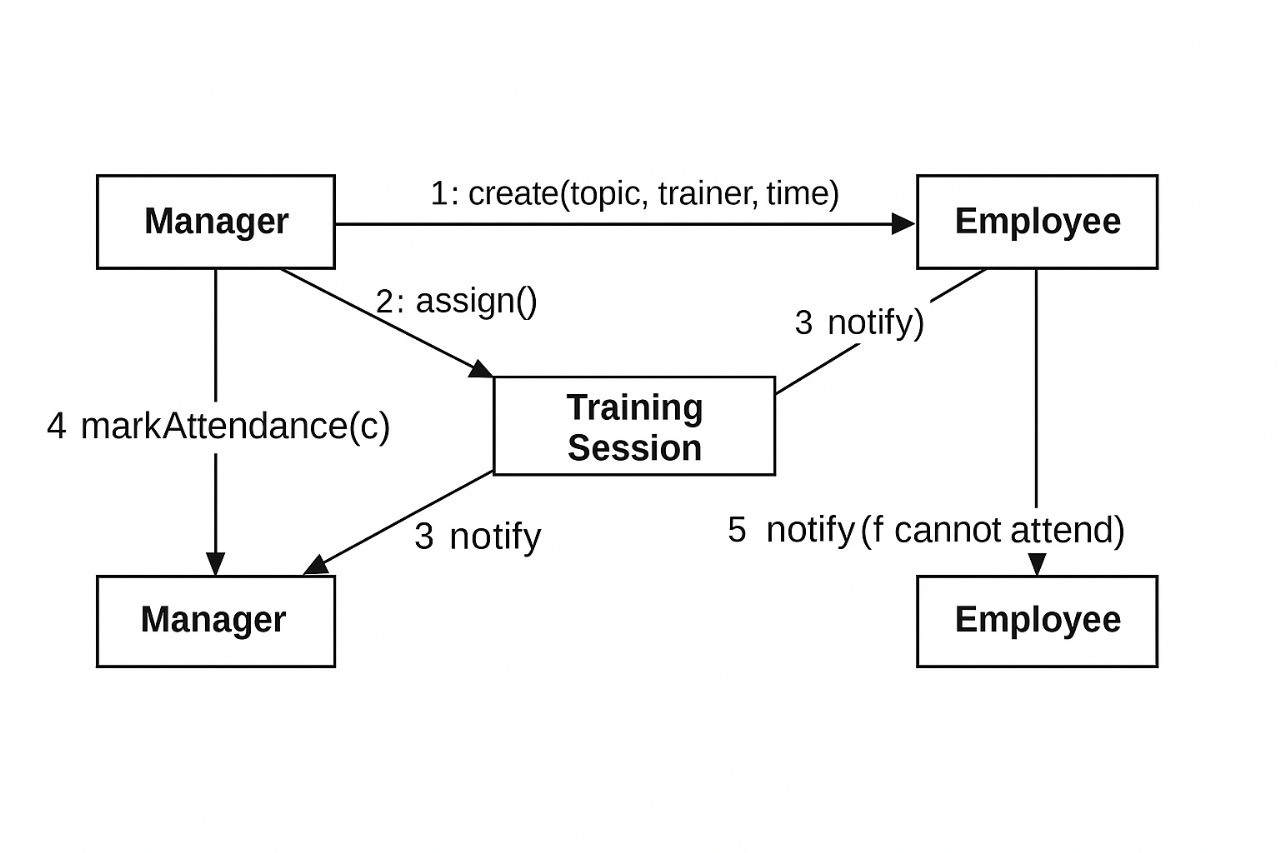 1: create(topic, trainer, time)
Manager
Employee
2: assign()
3 notify)
Training
Session
4 markAttendance(c)
3 notify
5 notify (f cannot attend)
Manager
Employee